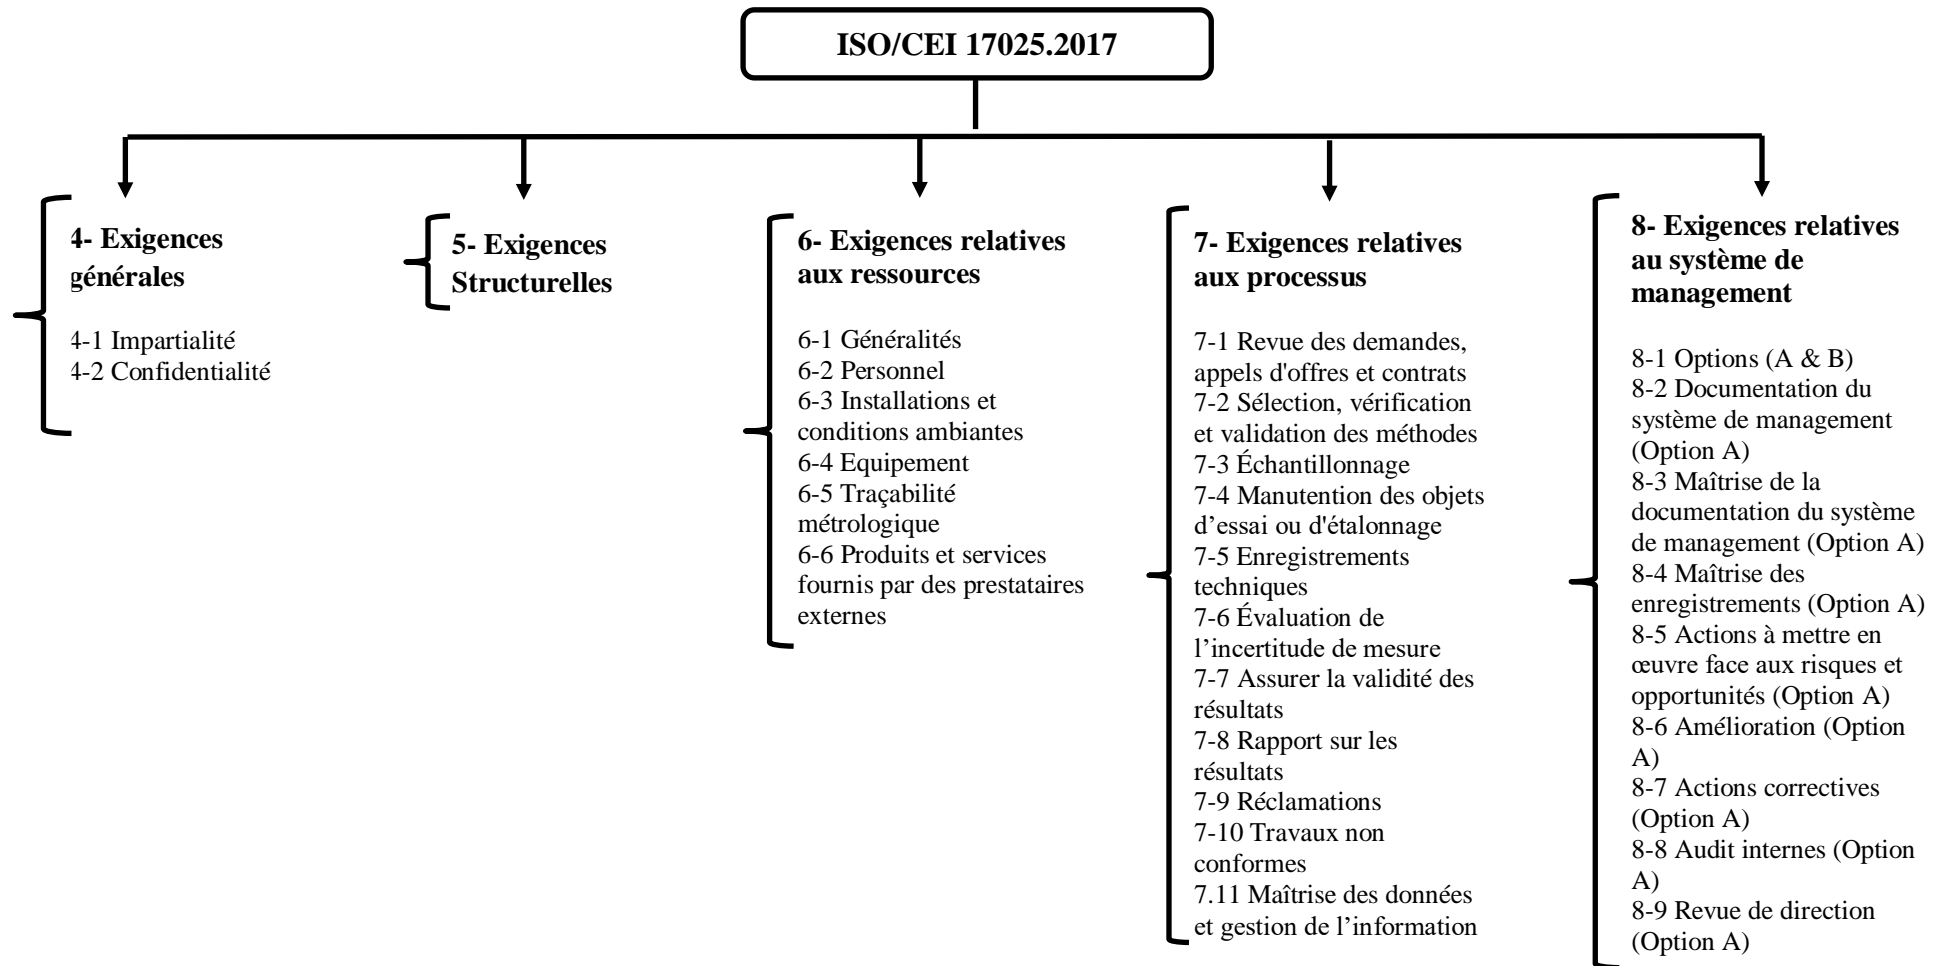 ISO/CEI 17025.2017
4- Exigences
générales
4-1 Impartialité
4-2 Confidentialité
5- Exigences
Structurelles
6- Exigences relatives
aux ressources
6-1 Généralités
6-2 Personnel
6-3 Installations et
conditions ambiantes
6-4 Equipement
6-5 Traçabilité
métrologique
6-6 Produits et services
fournis par des prestataires
externes
7- Exigences relatives
aux processus
7-1 Revue des demandes,
appels d'offres et contrats
7-2 Sélection, vérification
et validation des méthodes
7-3 Échantillonnage
7-4 Manutention des objets
d’essai ou d'étalonnage
7-5 Enregistrements
techniques
7-6 Évaluation de
l’incertitude de mesure
7-7 Assurer la validité des
résultats
7-8 Rapport sur les
résultats
7-9 Réclamations
7-10 Travaux non
conformes
7.11 Maîtrise des données
et gestion de l’information
8- Exigences relatives
au système de
management
8-1 Options (A & B)
8-2 Documentation du
système de management
(Option A)
8-3 Maîtrise de la
documentation du système
de management (Option A)
8-4 Maîtrise des
enregistrements (Option A)
8-5 Actions à mettre en
œuvre face aux risques et
opportunités (Option A)
8-6 Amélioration (Option
A)
8-7 Actions correctives
(Option A)
8-8 Audit internes (Option
A)
8-9 Revue de direction
(Option A)